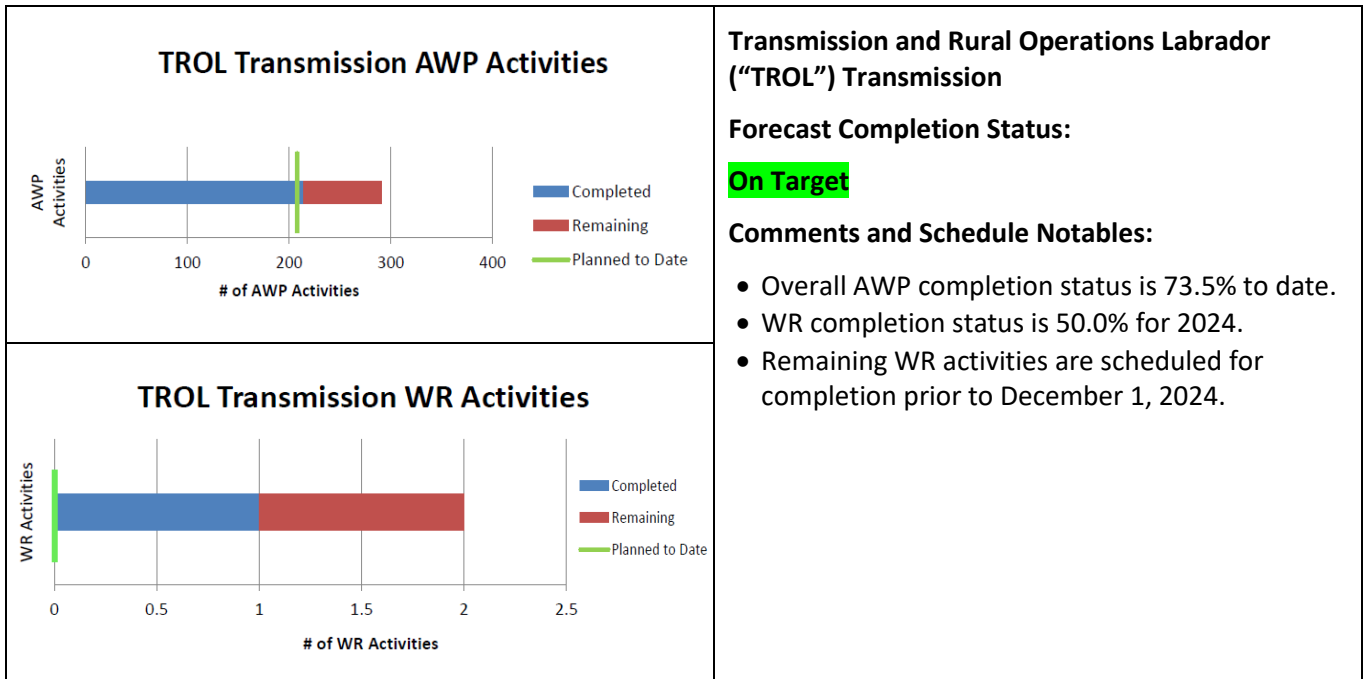 TROL Transmission AWP Activities
AWP
Activities
Completed
Remaining
Planned to Date
0 100 200 300 400
# of AWP Activities
TROL Transmission WR Activities
WR Activities
Completed
Remaining
Planned to Date
0 0.5 1 1.5 2 2.5
# of WR Activities
Transmission and Rural Operations Labrador
(“TROL”) Transmission
Forecast Completion Status:
On Target
Comments and Schedule Notables:
• Overall AWP completion status is 73.5% to date.
• WR completion status is 50.0% for 2024.
• Remaining WR activities are scheduled for
completion prior to December 1, 2024.